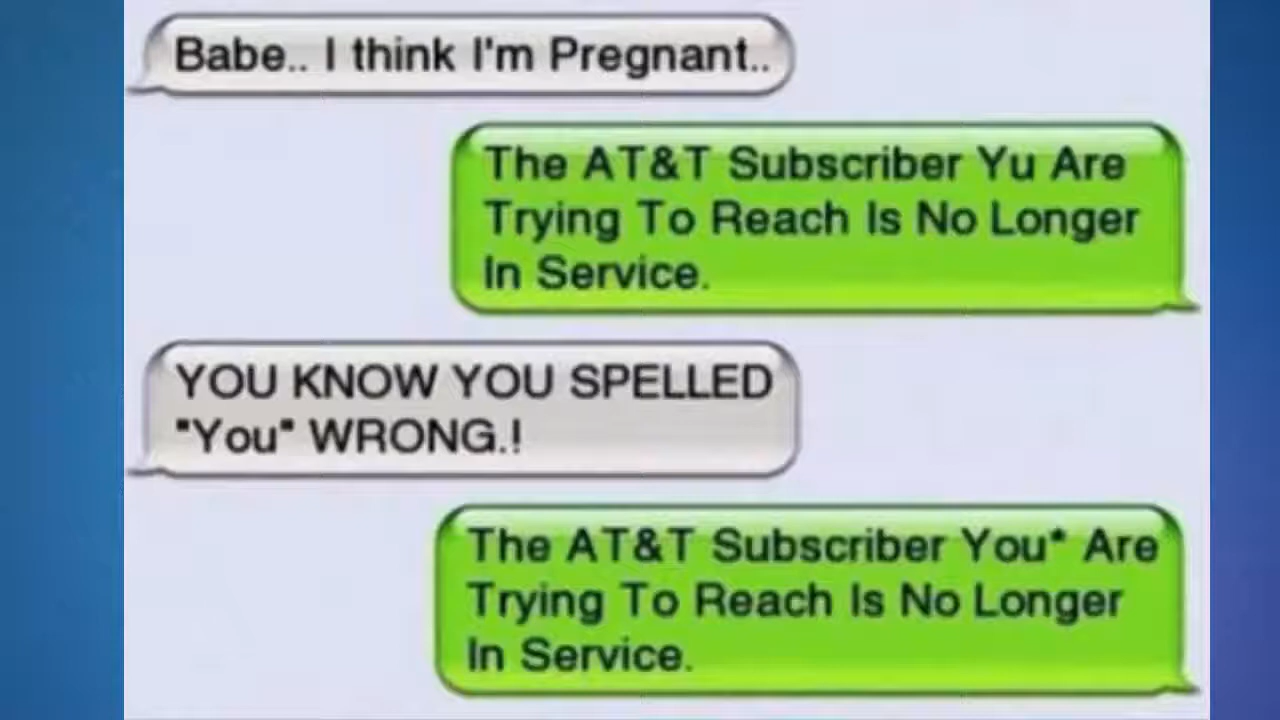 Babe.. I think I'm Pregnant..
The AT&T Subscriber Yu Are
Trying To Reach Is No Longer
In Service.
YOU KNOW YOU SPELLED
"You" WRONG.!
The AT&T Subscriber You* Are
Trying To Reach Is No Longer
In Service.